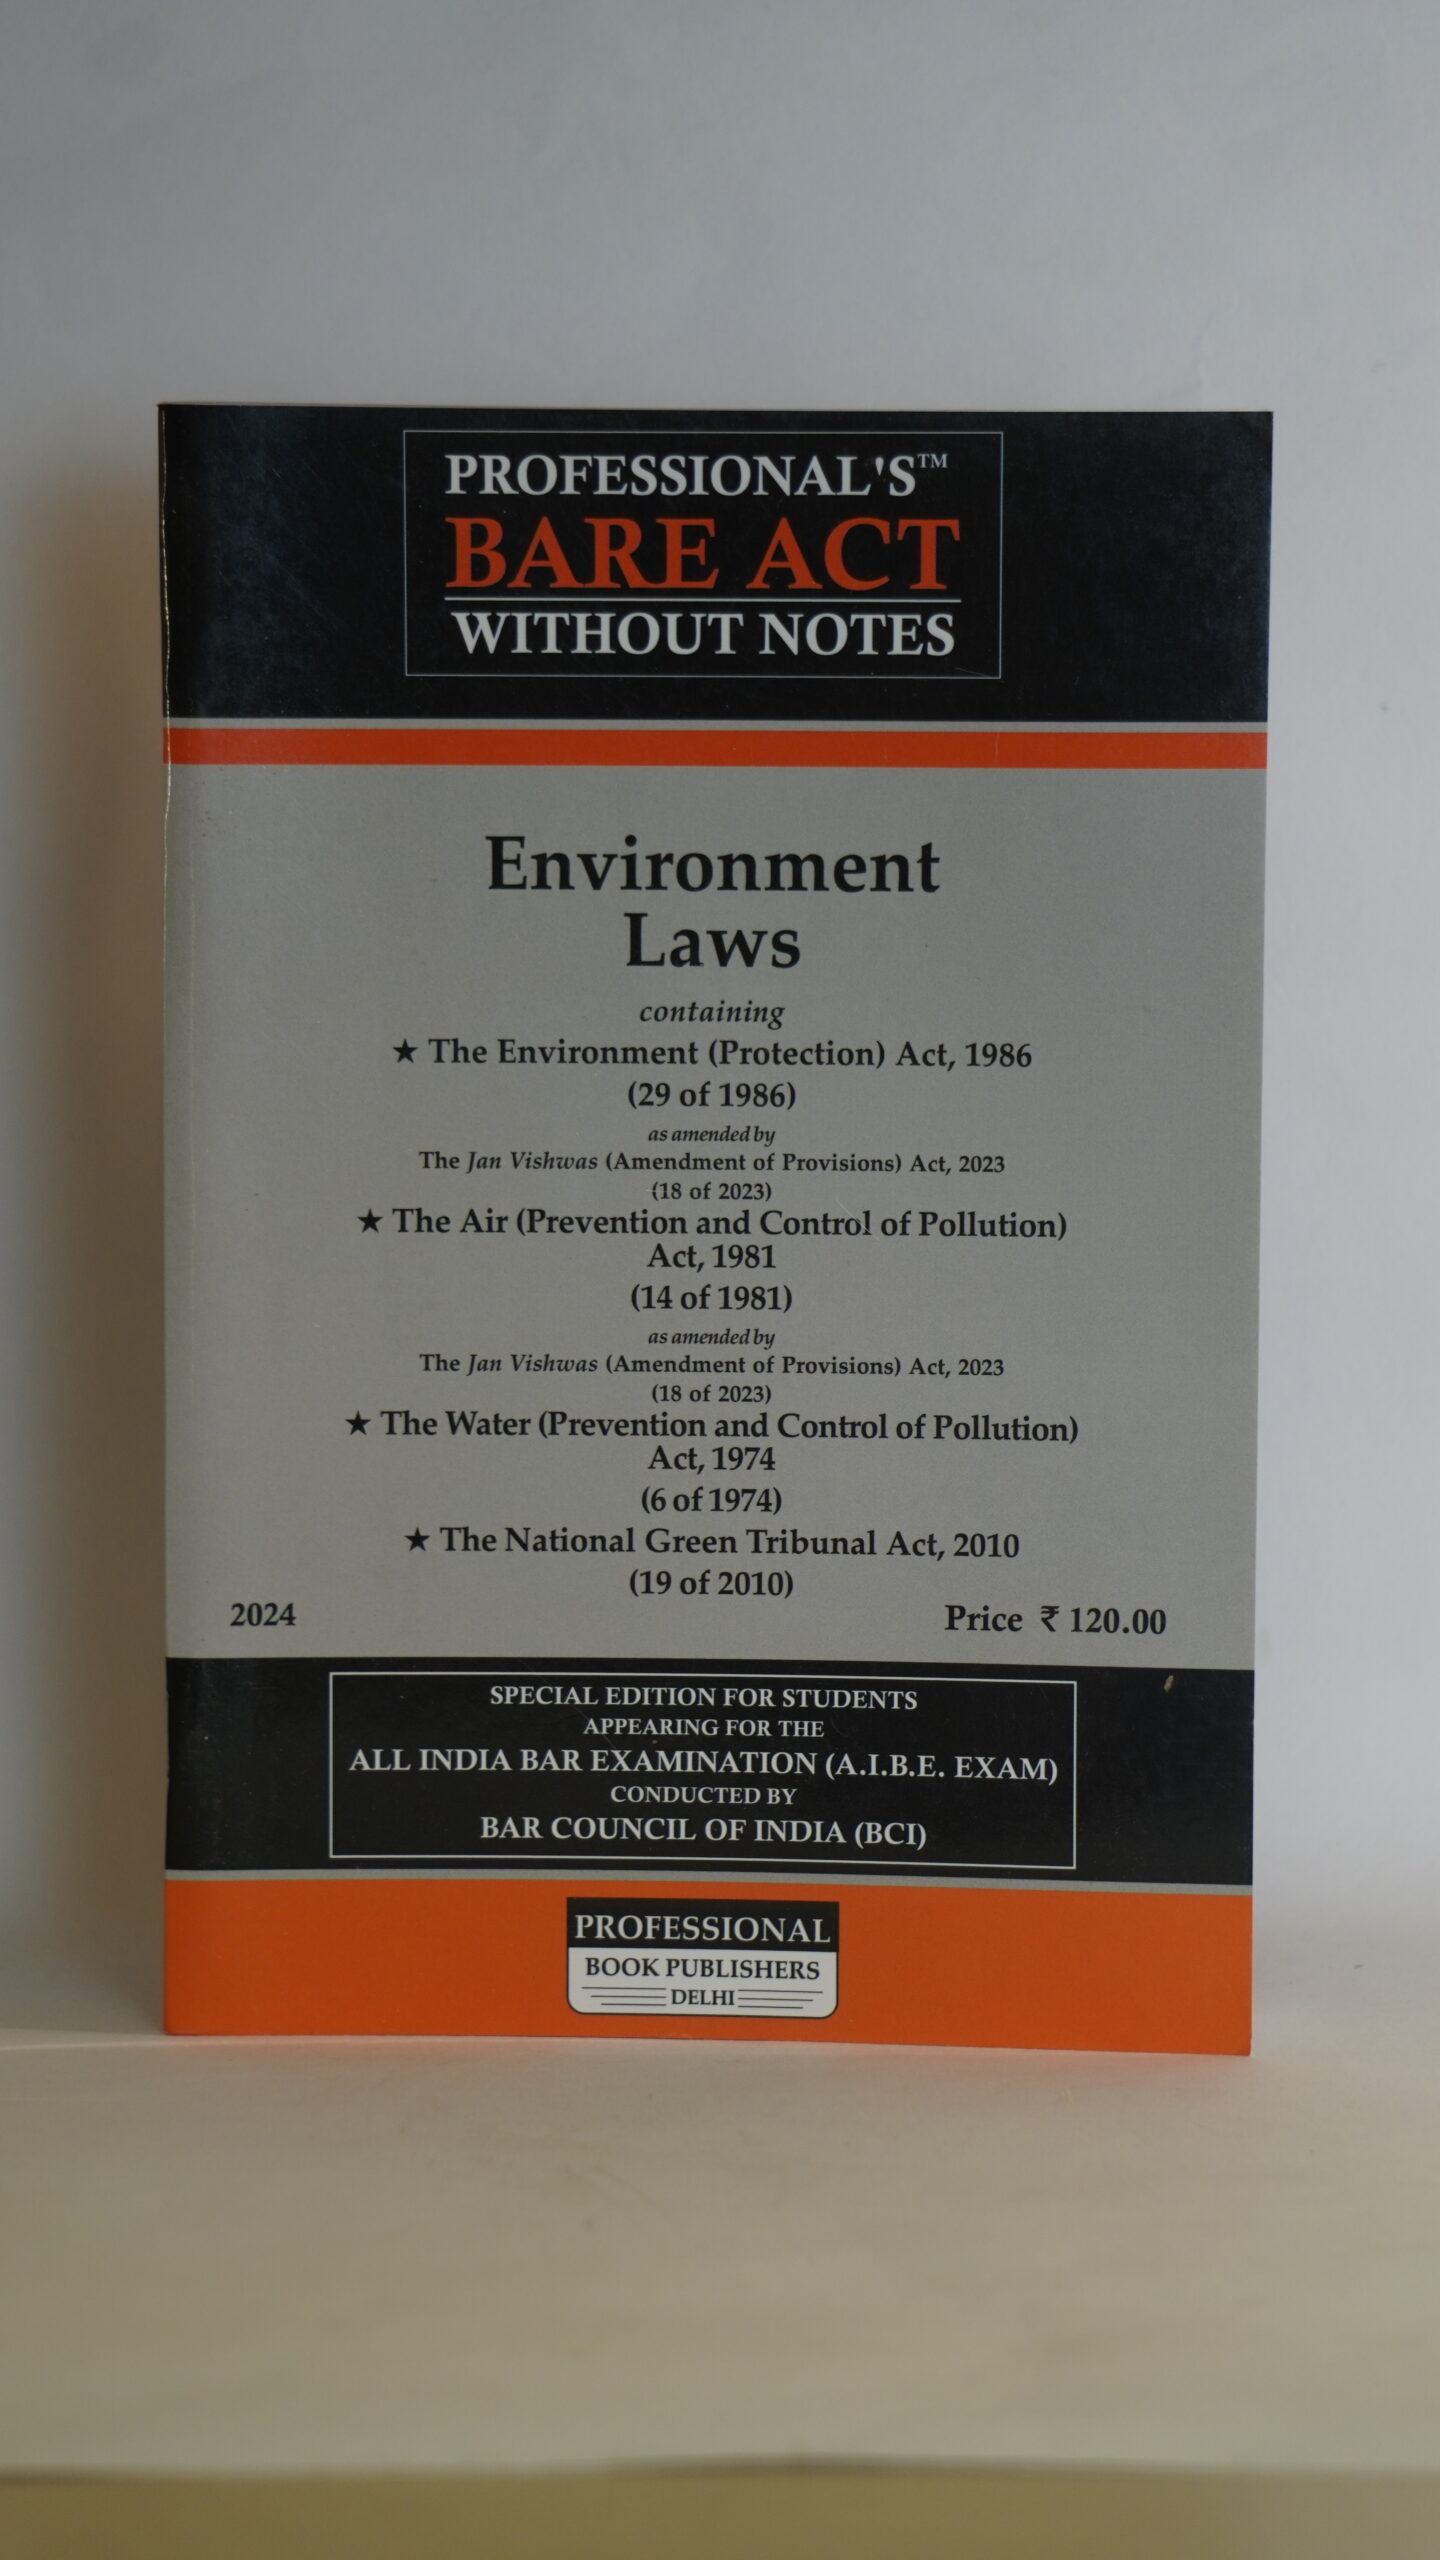 PROFESSIONAL'S™
BARE ACT
WITHOUT NOTES
Environment
Laws
containing
★ The Environment (Protection) Act, 1986
(29 of 1986)
as amended by
The Jan Vishwas (Amendment of Provisions) Act, 2023
(18 of 2023)
★ The Air (Prevention and Control of Pollution)
Act, 1981
(14 of 1981)
as amended by
The Jan Vishwas (Amendment of Provisions) Act, 2023
(18 of 2023)
★ The Water (Prevention and Control of Pollution)
Act, 1974
(6 of 1974)
★ The National Green Tribunal Act, 2010
(19 of 2010)
2024 Price ₹ 120.00
SPECIAL EDITION FOR STUDENTS
APPEARING FOR THE
ALL INDIA BAR EXAMINATION (A.I.B.E. EXAM)
CONDUCTED BY
BAR COUNCIL OF INDIA (BCI)
PROFESSIONAL
BOOK PUBLISHERS
DELHI